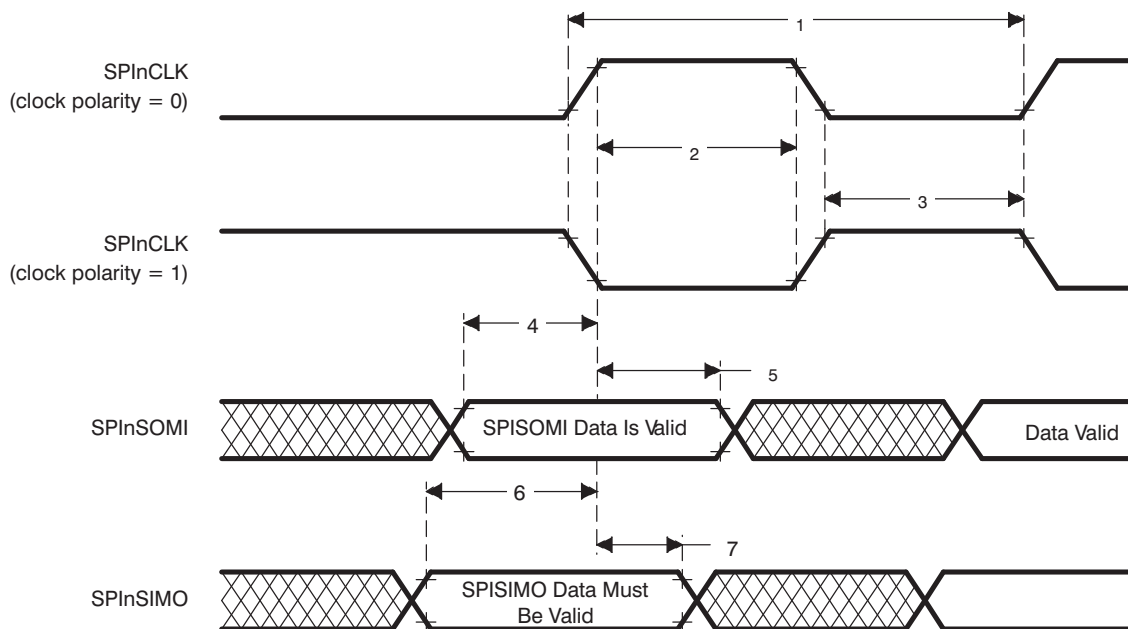 1
SPInCLK
(clock polarity = 0)
2
3
SPInCLK
(clock polarity = 1)
4
5
SPInSOMI
SPISOMI Data Is Valid
Data Valid
6
7
SPInSIMO
SPISIMO Data Must
Be Valid